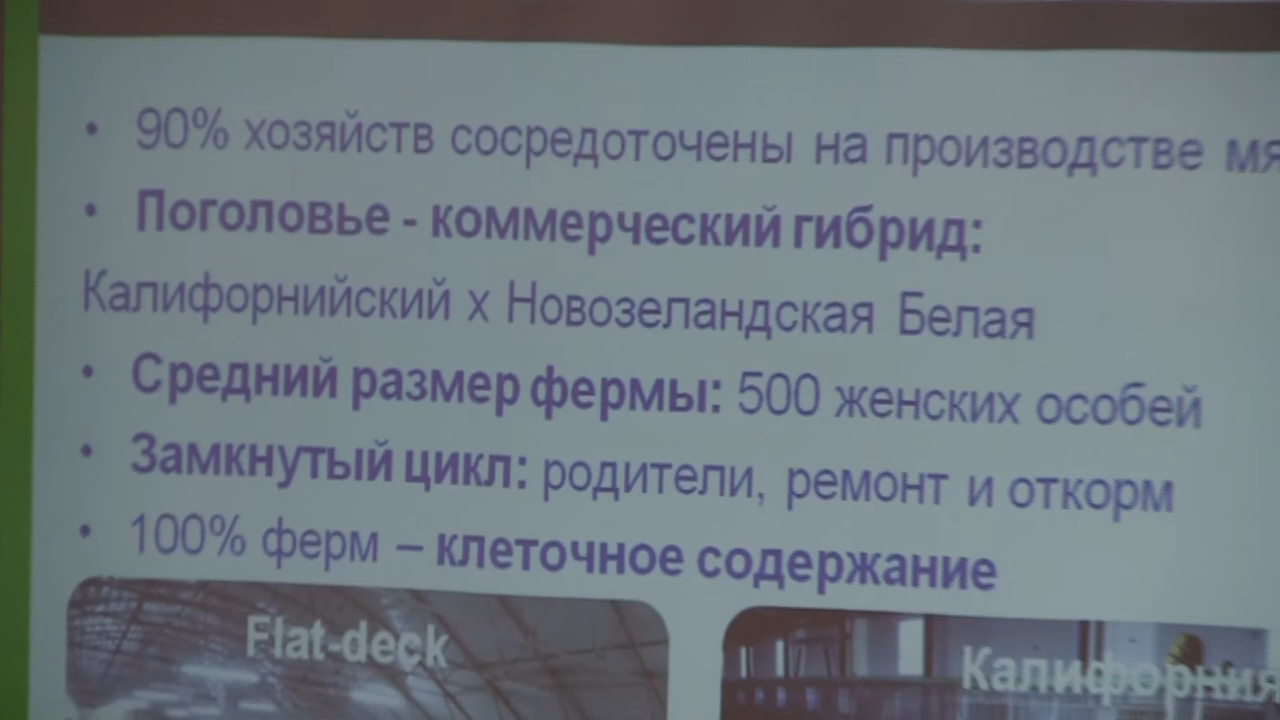 • 90% хозяйств сосредоточены на производстве мя
• Поголовье - коммерческий гибрид:
Калифорнийский х Новозеландская Белая
• Средний размер фермы: 500 женских особей
• Замкнутый цикл: родители, ремонт и откорм
• 100% ферм – клеточное содержание
Flat-deck
Калифорния